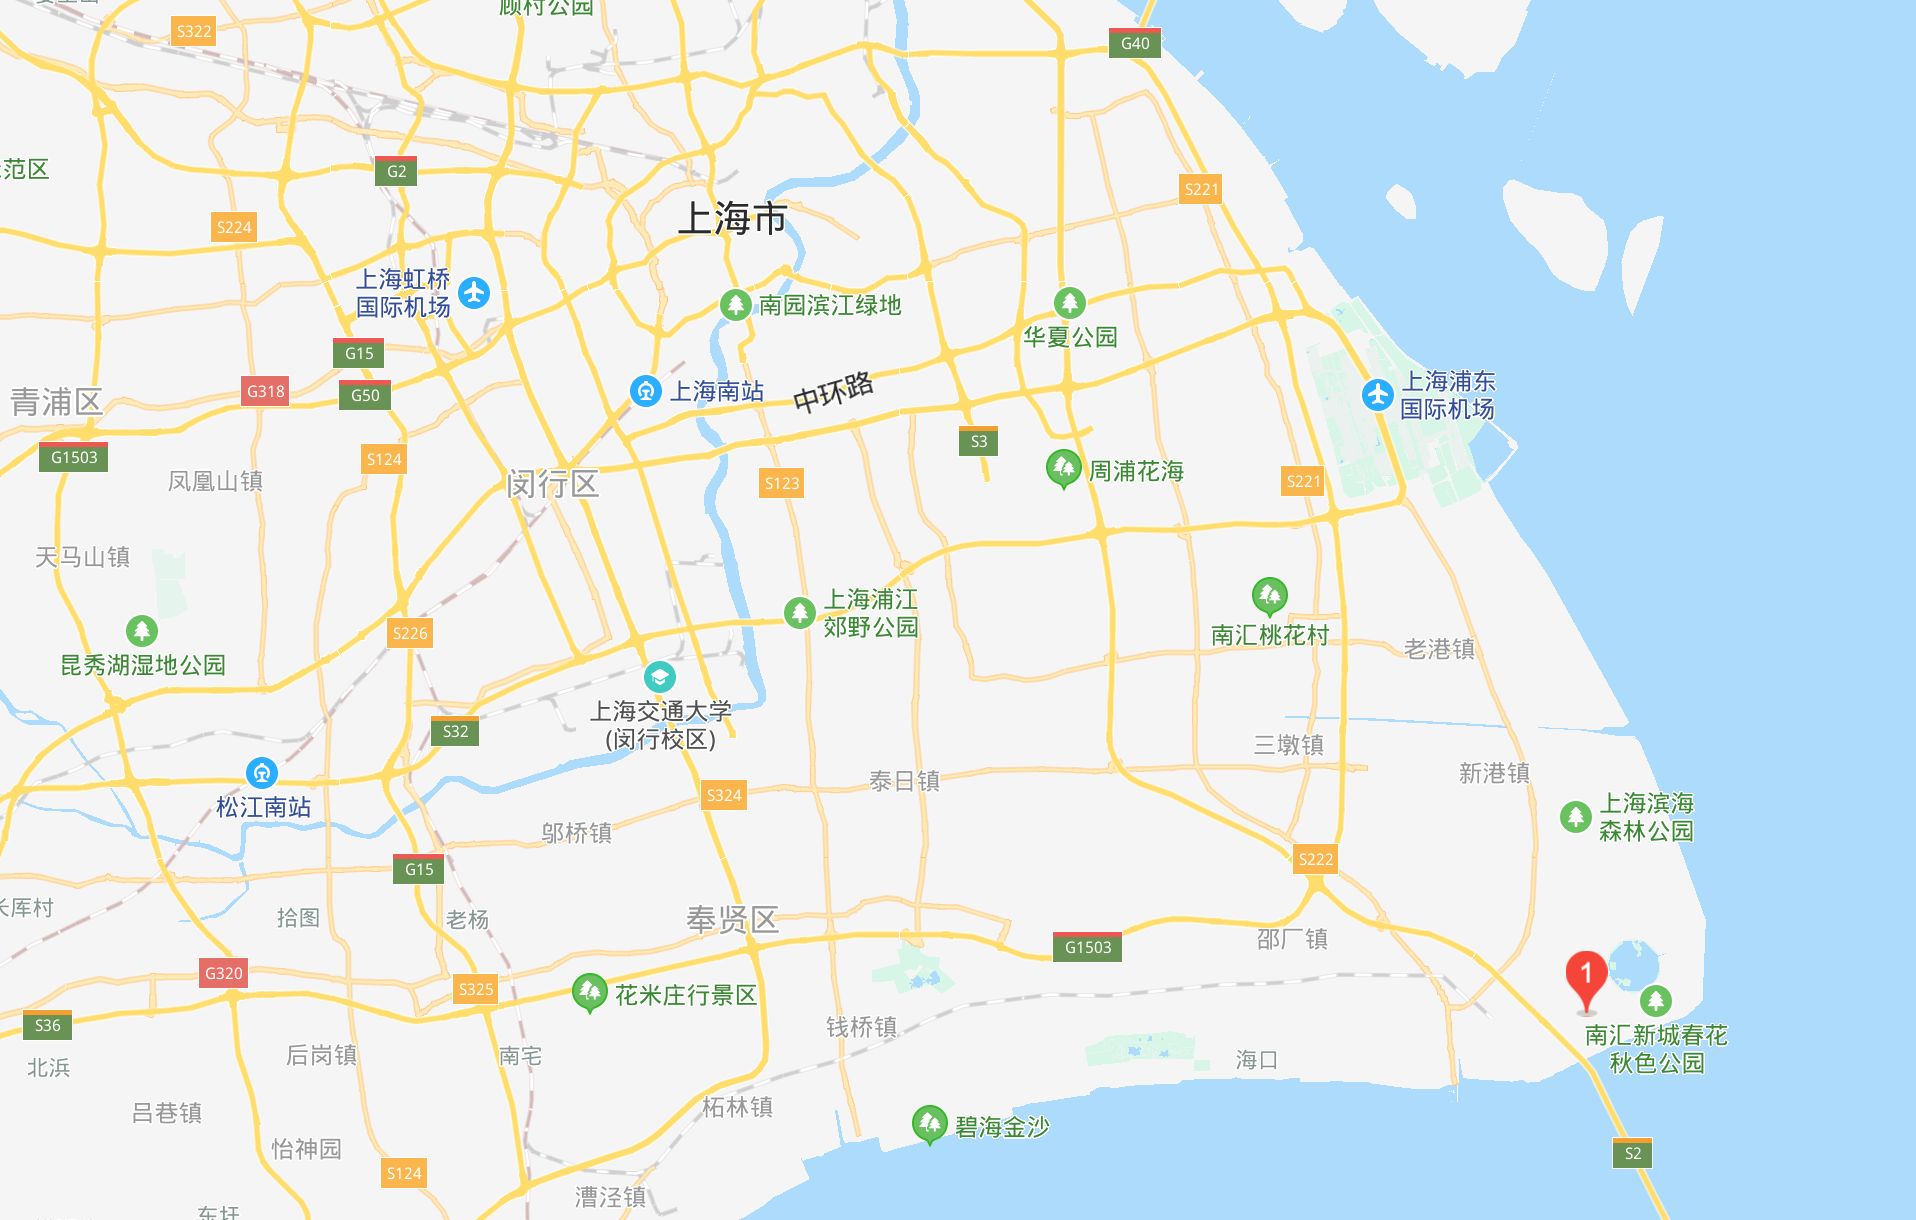 顾村公园
S322
G40
范区
G2
S221
S224
上海市
上海虹桥
国际机场
南园滨江绿地
华夏公园
G15
G318
G50
青浦区
上海南站
中环路
上海浦东
国际机场
G1503
S124
S3
凤凰山镇
闵行区
S123
周浦花海
S221
天马山镇
上海浦江
郊野公园
S226
南汇桃花村
老港镇
昆秀湖湿地公园
上海交通大学
(闵行校区)
S32
三墩镇
新港镇
松江南站
S324
泰日镇
上海滨海
森林公园
邬桥镇
G15
S222
长厍村
拾图
老杨
奉贤区
G1503
邵厂镇
G320
S325
花米庄行景区
1
S36
钱桥镇
南汇新城春花
秋色公园
北浜
后岗镇
南宅
海口
吕巷镇
柘林镇
碧海金沙
怡神园
S2
S124
漕泾镇
东圩